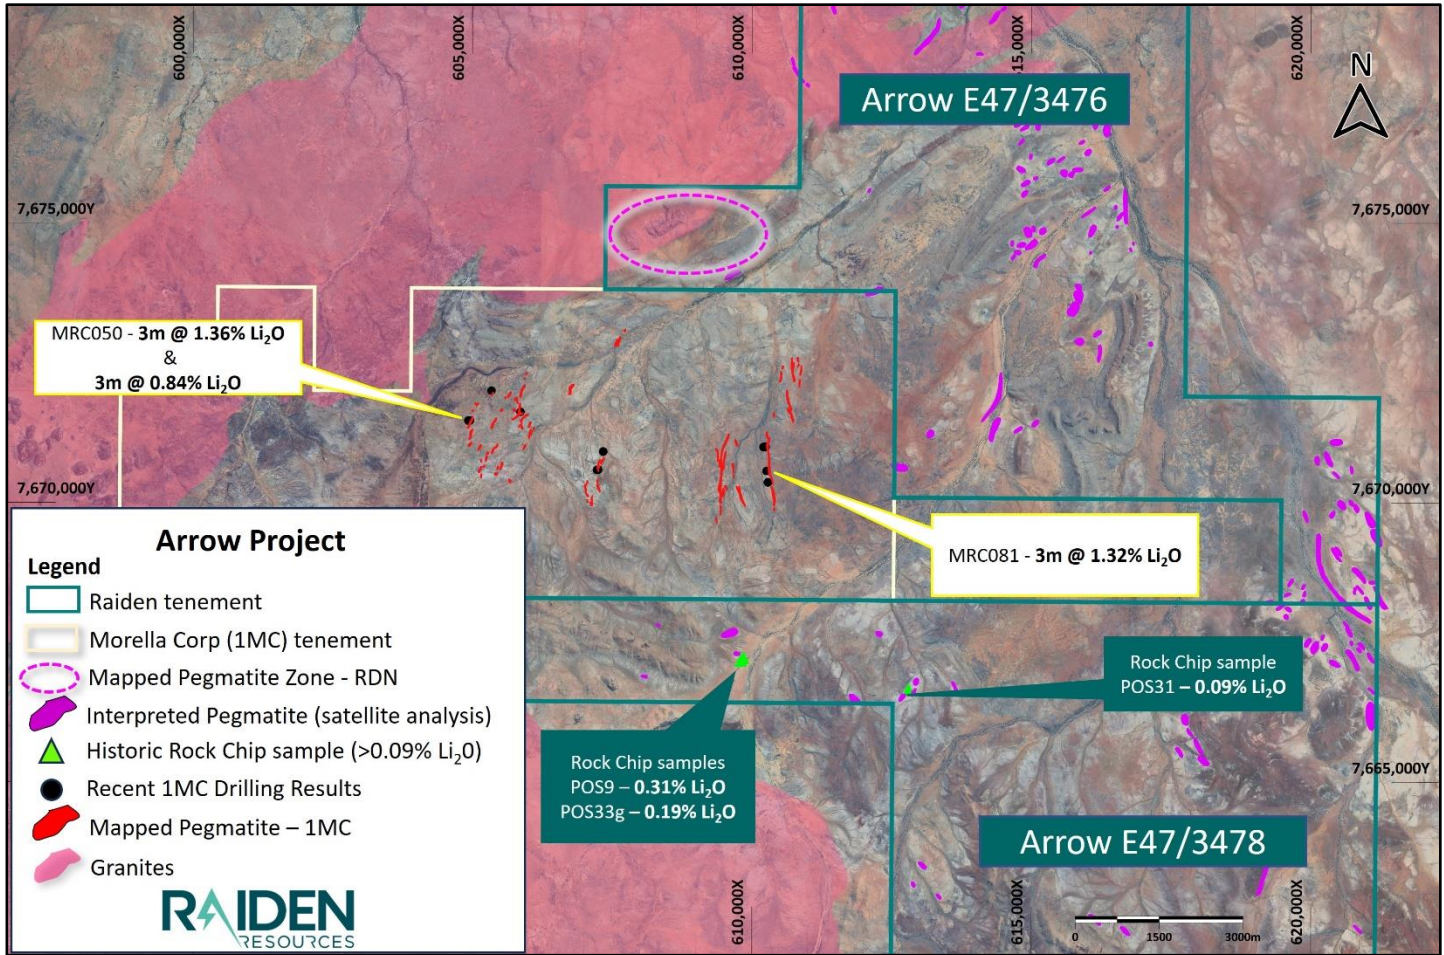 600,000X
605,000X
610,000X
615,000X
620,000X
Arrow E47/3476
N
7,675,000Y
7,675,000Y
MRC050 - 3m @ 1.36% Li₂O
&
3m @ 0.84% Li₂O
7,670,000Y
7,670,000Y
MRC081 - 3m @ 1.32% Li₂O
Arrow Project
Legend
Raiden tenement
Morella Corp (1MC) tenement
Mapped Pegmatite Zone - RDN
Interpreted Pegmatite (satellite analysis)
Historic Rock Chip sample (>0.09% Li₂0)
Recent 1MC Drilling Results
Mapped Pegmatite – 1MC
Granites
RAIDEN
RESOURCES
Rock Chip sample
POS31 – 0.09% Li₂O
Rock Chip samples
POS9 – 0.31% Li₂O
POS33g – 0.19% Li₂O
7,665,000Y
Arrow E47/3478
610,000X
615,000X
620,000X
0 1500 3000m